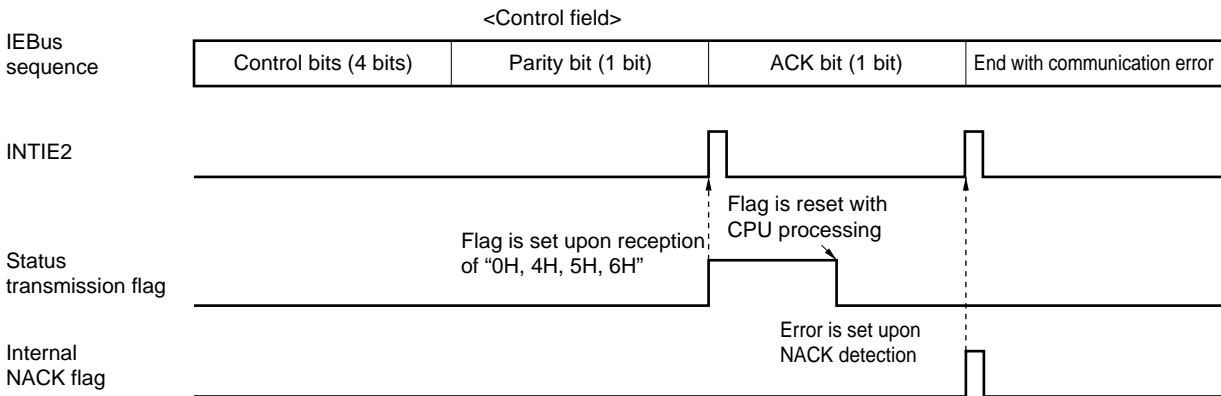 <Control field>
IEBus
sequence
Control bits (4 bits)
Parity bit (1 bit)
ACK bit (1 bit)
End with communication error
INTIE2
Flag is reset with
CPU processing
Flag is set upon reception
of “0H, 4H, 5H, 6H”
Status
transmission flag
Error is set upon
NACK detection
Internal
NACK flag